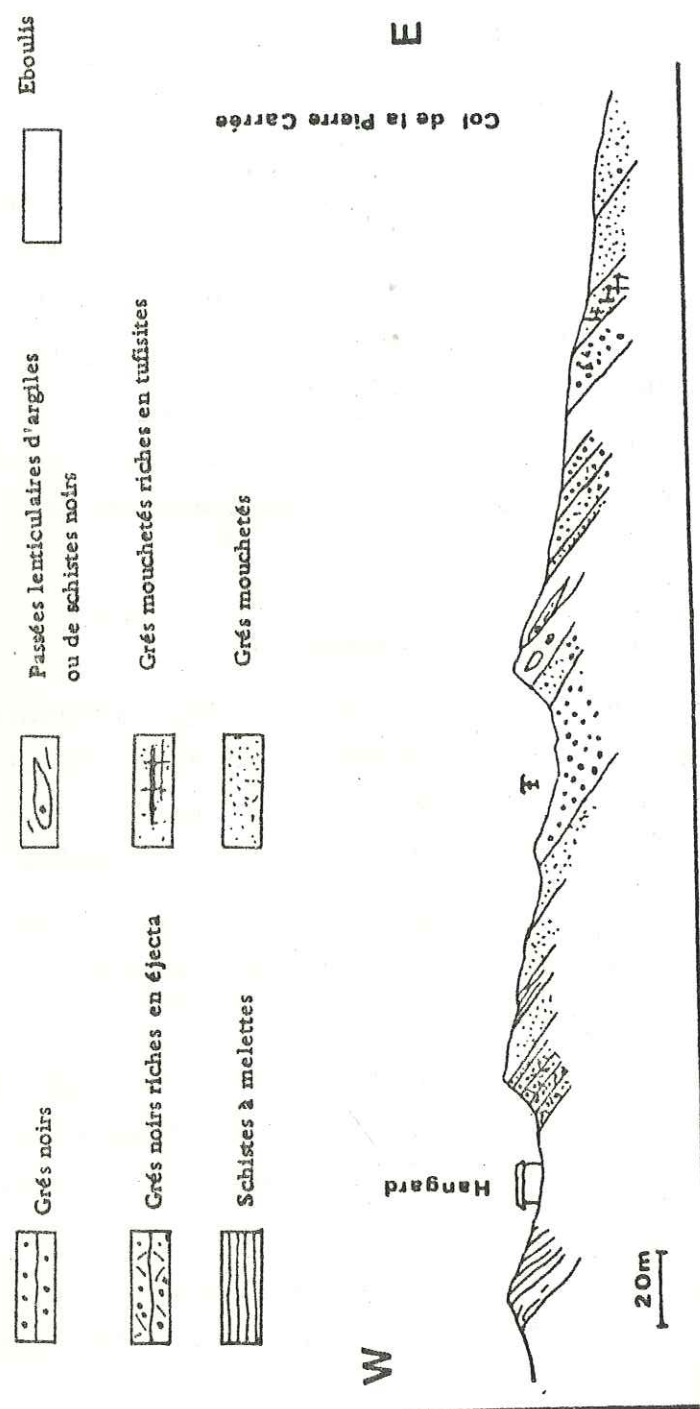 Grés noirs
Grés noirs riches en éjecta
Schistes à melettes
Passées lenticulaires d'argiles
ou de schistes noirs
Grés mouchetés riches en tufisites
Grés mouchetés
Eboulis
W
E
Hangard
Col de la Pierre Carrée
20m